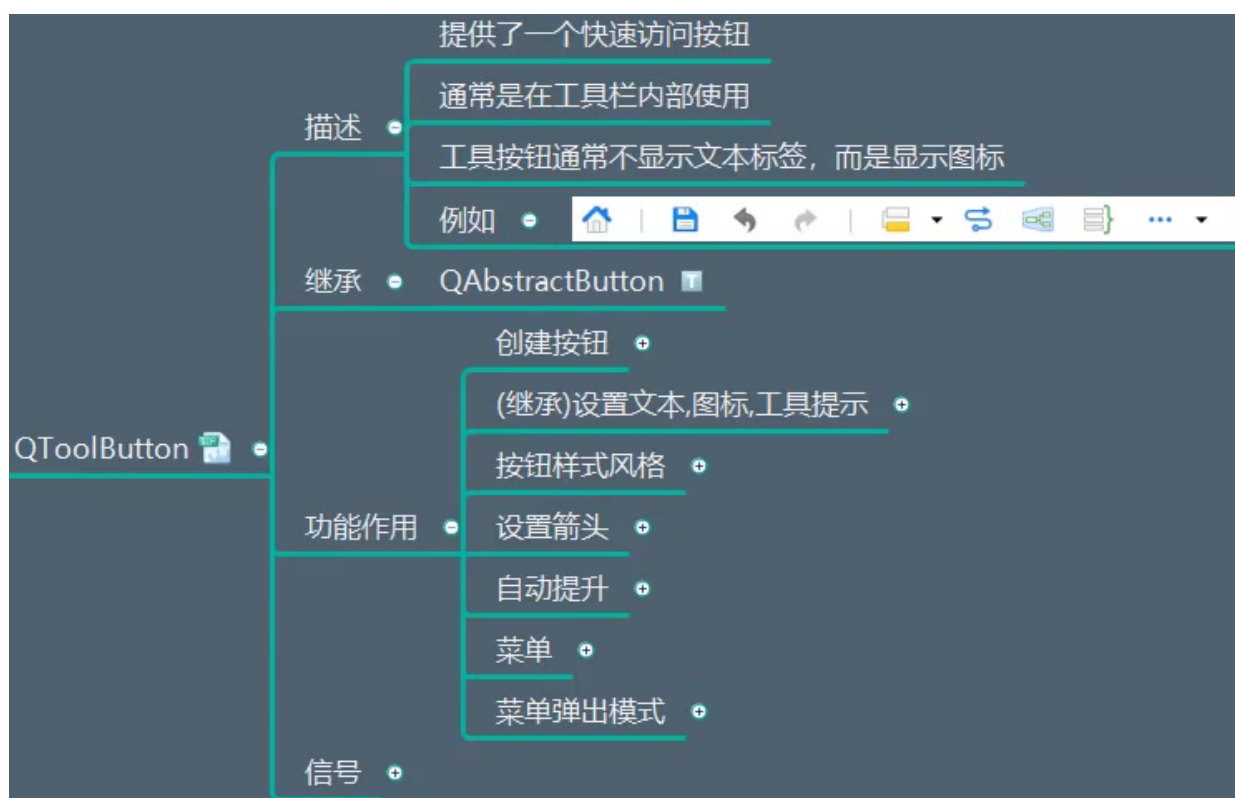 提供了一个快速访问按钮
通常是在工具栏内部使用
描述
工具按钮通常不显示文本标签，而是显示图标
例如
继承
QAbstractButton
创建按钮
(继承)设置文本,图标,工具提示
QToolButton
按钮样式风格
功能作用
设置箭头
自动提升
菜单
菜单弹出模式
信号